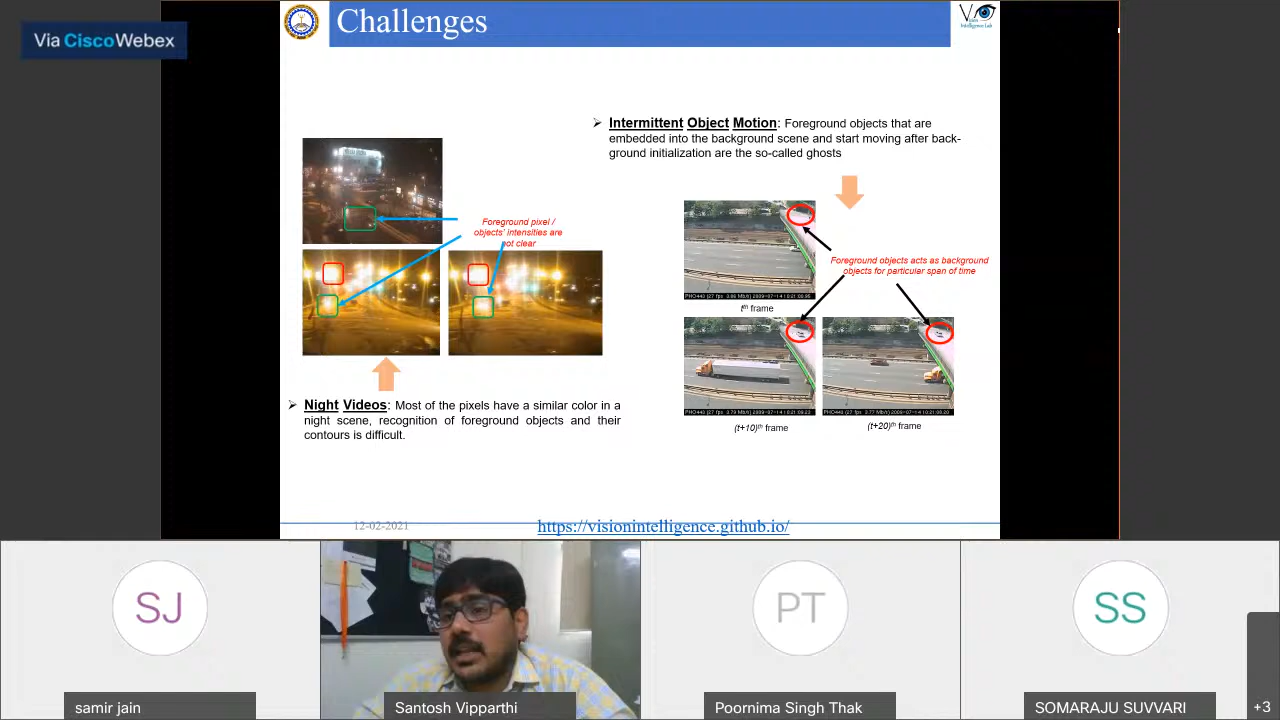 Via CiscoWebex
Challenges
Vision
Intelligence Lab
➢ Intermittent Object Motion: Foreground objects that are
embedded into the background scene and start moving after back-
ground initialization are the so-called ghosts
Foreground pixel /
objects' intensities are
not clear
Foreground objects acts as background
objects for particular span of time
tth frame
(t+10)th frame
(t+20)th frame
➢ Night Videos: Most of the pixels have a similar color in a
night scene, recognition of foreground objects and their
contours is difficult.
12-02-2021
https://visionintelligence.github.io/
SJ
PT
SS
samir jain
Santosh Vipparthi
Poornima Singh Thak
SOMARAJU SUVVARI
+3